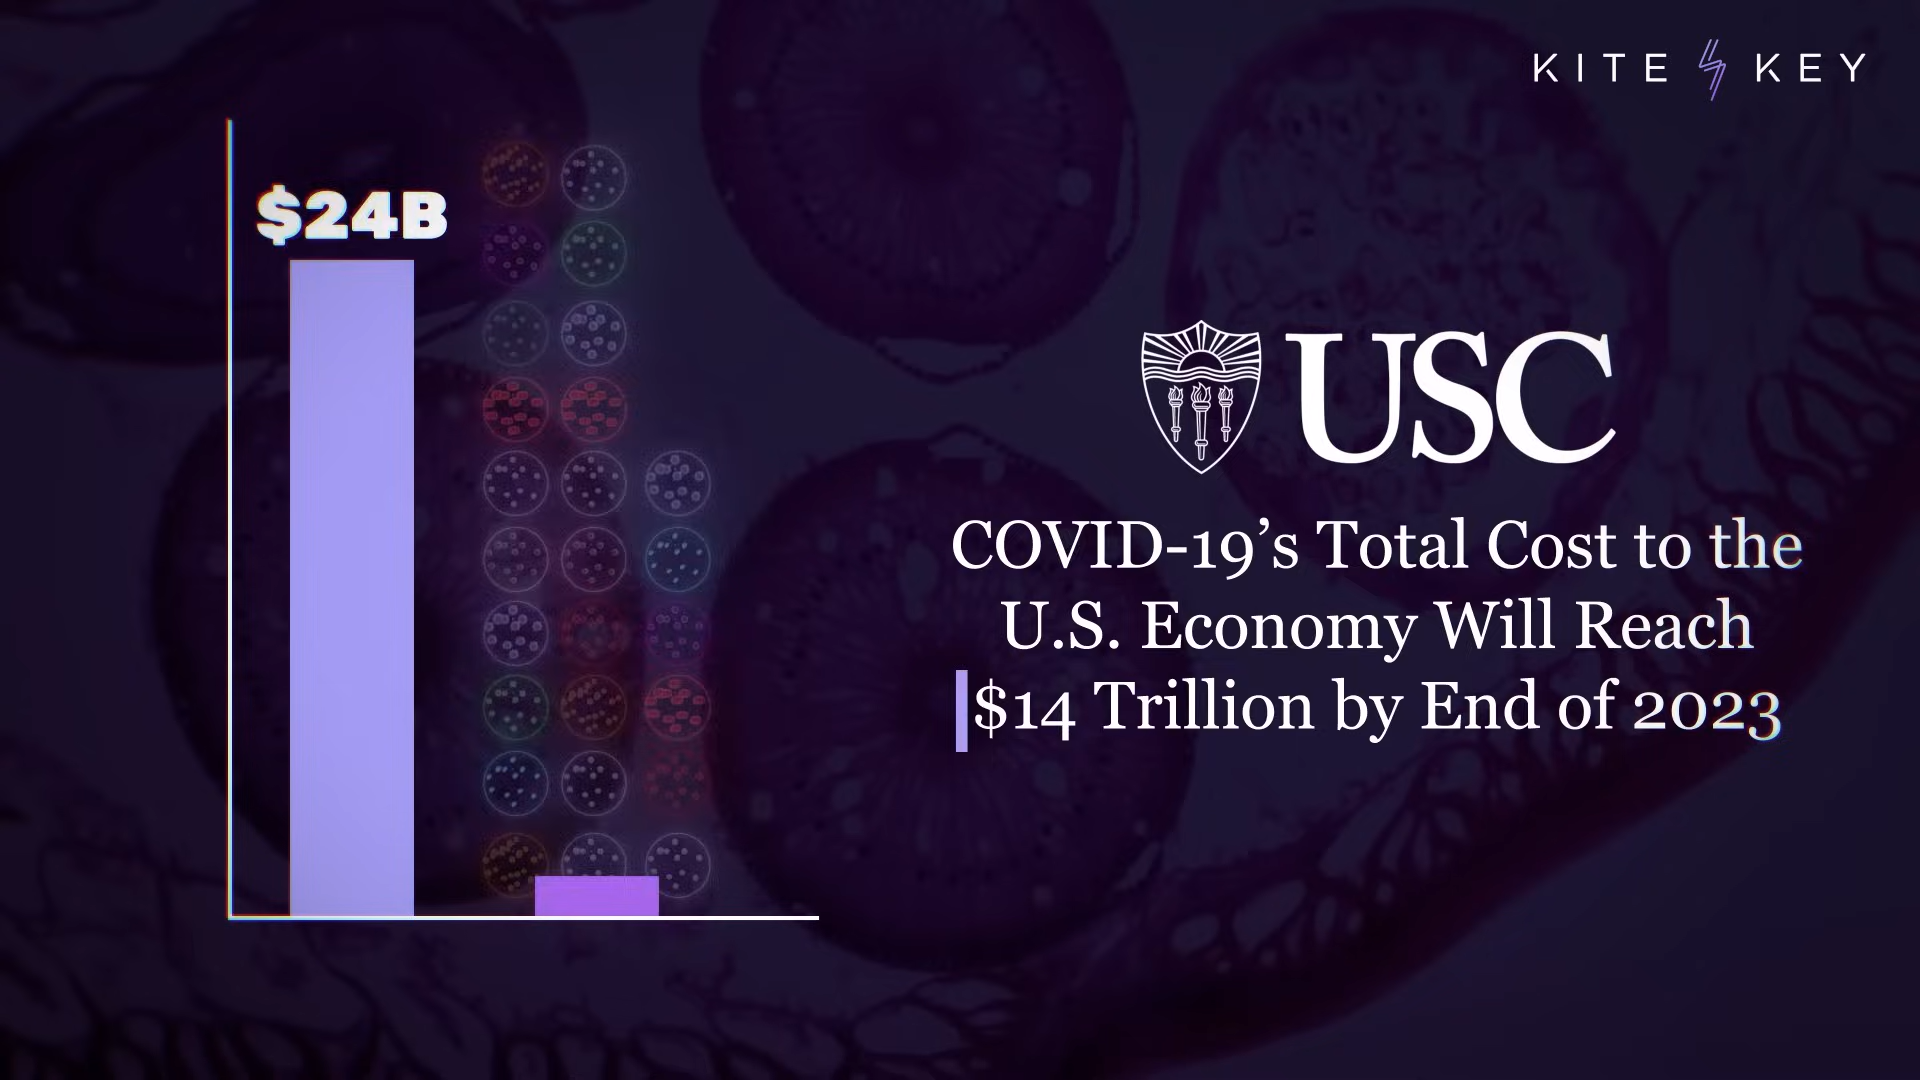 KITE KEY
$24B
USC
COVID-19’s Total Cost to the
U.S. Economy Will Reach
$14 Trillion by End of 2023